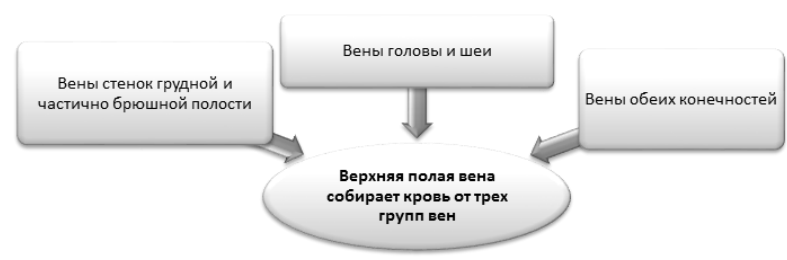 Вены стенок грудной и
частично брюшной полости
Вены головы и шеи
Вены обеих конечностей
Верхняя полая вена
собирает кровь от трех
групп вен